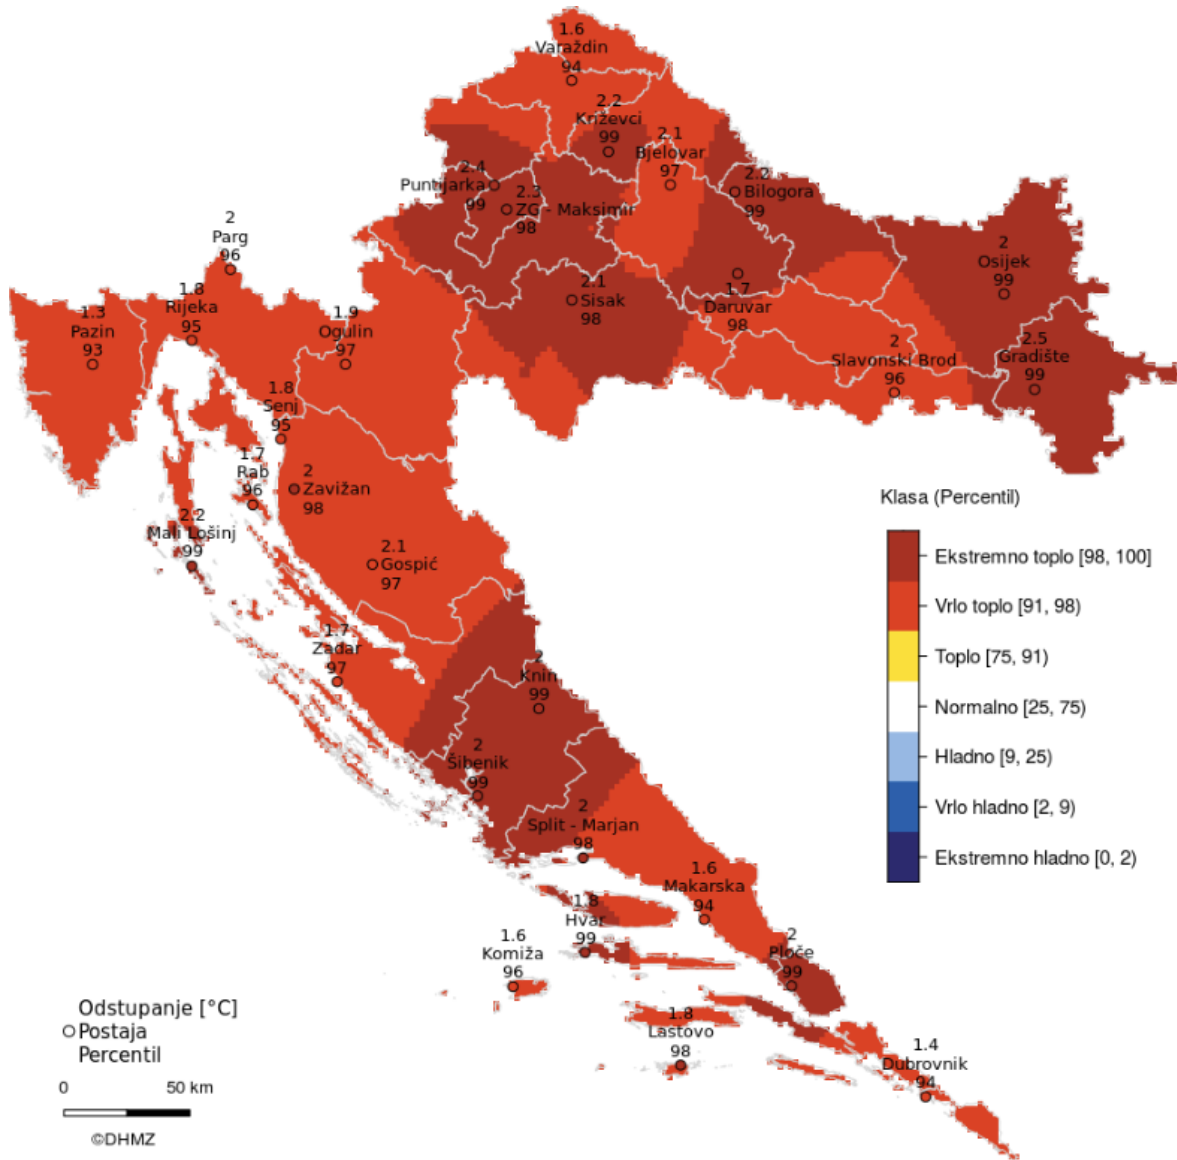 1.6
Varaždin
94
2.2
Križevci
99
2.1
Bjelovar
97
2.4
Puntijarka
99
2.3
ZG - Maksimir
98
2.2
Bilogora
99
2
Parg
96
2
Osijek
99
1.3
Pazin
93
1.8
Rijeka
95
1.9
Ogulin
97
2.1
Sisak
98
1.7
Daruvar
98
2
Slavonski Brod
96
2.5
Gradište
99
1.8
Senj
95
1.7
Rab
96
2
Zavižan
98
2.2
Mali Lošinj
99
2.1
Gospić
97
1.7
Zadar
97
2
Knin
99
2
Šibenik
99
2
Split - Marjan
98
1.6
Makarska
94
1.8
Hvar
99
1.6
Komiža
96
2
Ploče
99
1.8
Lastovo
98
1.4
Dubrovnik
94
Klasa (Percentil)
Ekstremno toplo [98, 100]
Vrlo toplo [91, 98)
Toplo [75, 91)
Normalno [25, 75)
Hladno [9, 25)
Vrlo hladno [2, 9)
Ekstremno hladno [0, 2)
Odstupanje [°C]
Postaja
Percentil
0 50 km
©DHMZ